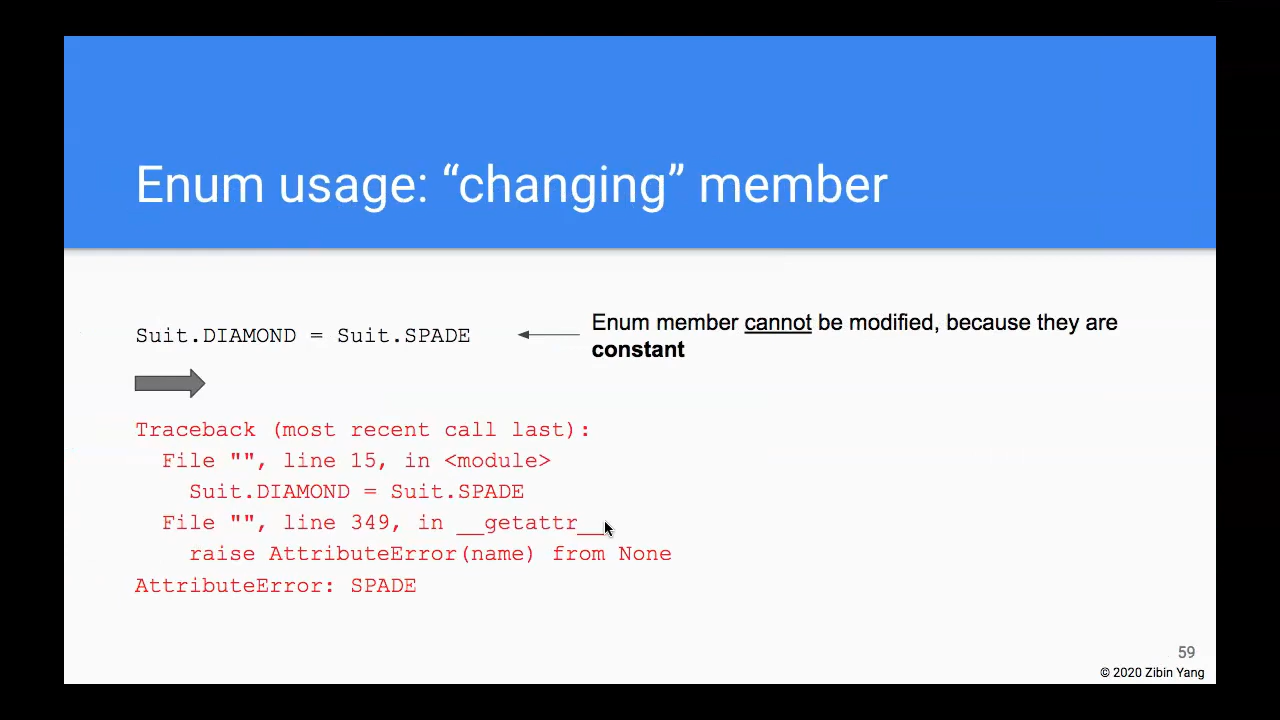 Enum usage: “changing” member
Suit.DIAMOND = Suit.SPADE
Enum member cannot be modified, because they are
constant
Traceback (most recent call last):
  File "", line 15, in <module>
    Suit.DIAMOND = Suit.SPADE
  File "", line 349, in __getattr__
    raise AttributeError(name) from None
AttributeError: SPADE
59
© 2020 Zibin Yang